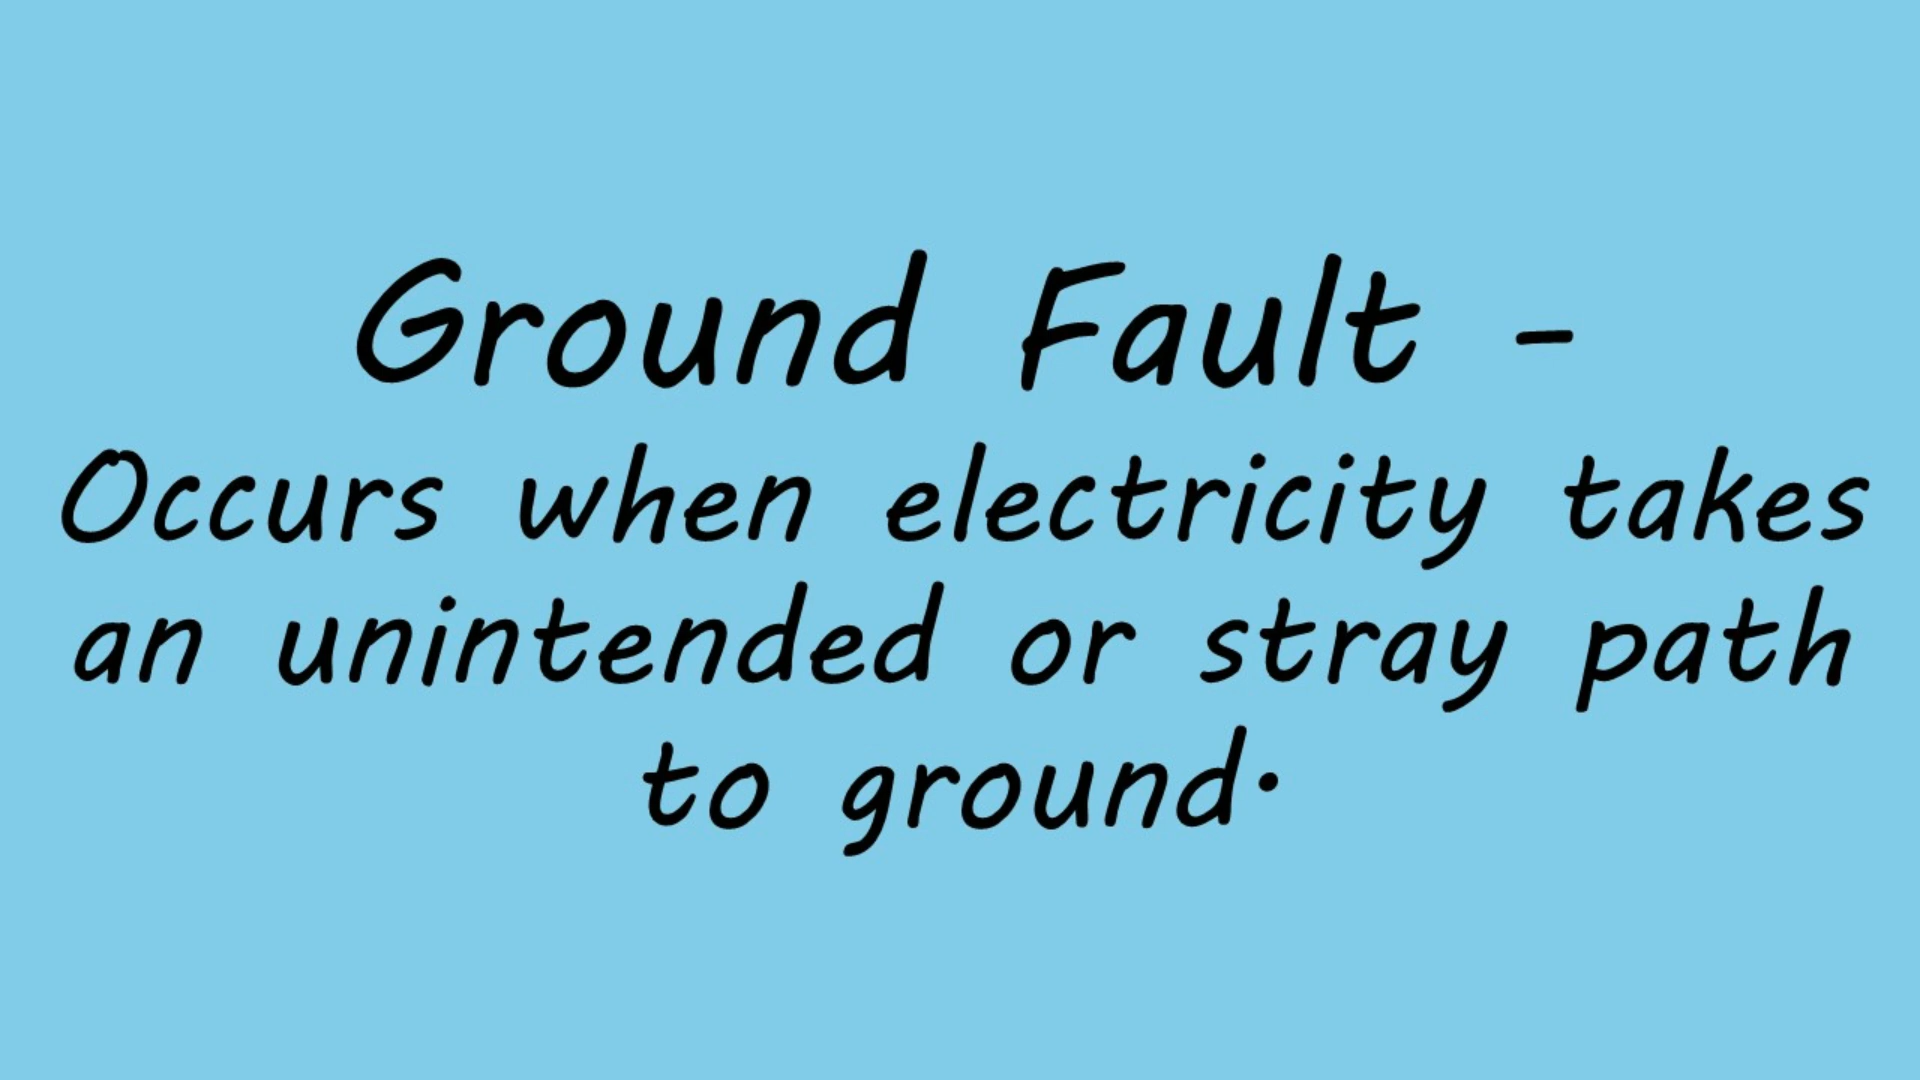 Ground Fault -
Occurs when electricity takes
an unintended or stray path
to ground.